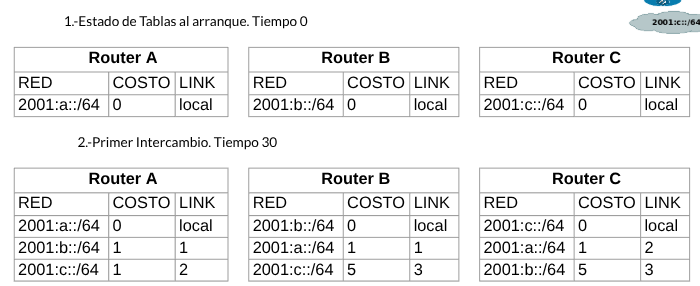 1.-Estado de Tablas al arranque. Tiempo 0
2001:c::/64
Router A Router B Router C
RED COSTO LINK RED COSTO LINK RED COSTO LINK
2001:a::/64 0 local 2001:b::/64 0 local 2001:c::/64 0 local
2.-Primer Intercambio. Tiempo 30
Router A Router B Router C
RED COSTO LINK RED COSTO LINK RED COSTO LINK
2001:a::/64 0 local 2001:b::/64 0 local 2001:c::/64 0 local
2001:b::/64 1 1 2001:a::/64 1 1 2001:a::/64 1 2
2001:c::/64 1 2 2001:c::/64 5 3 2001:b::/64 5 3